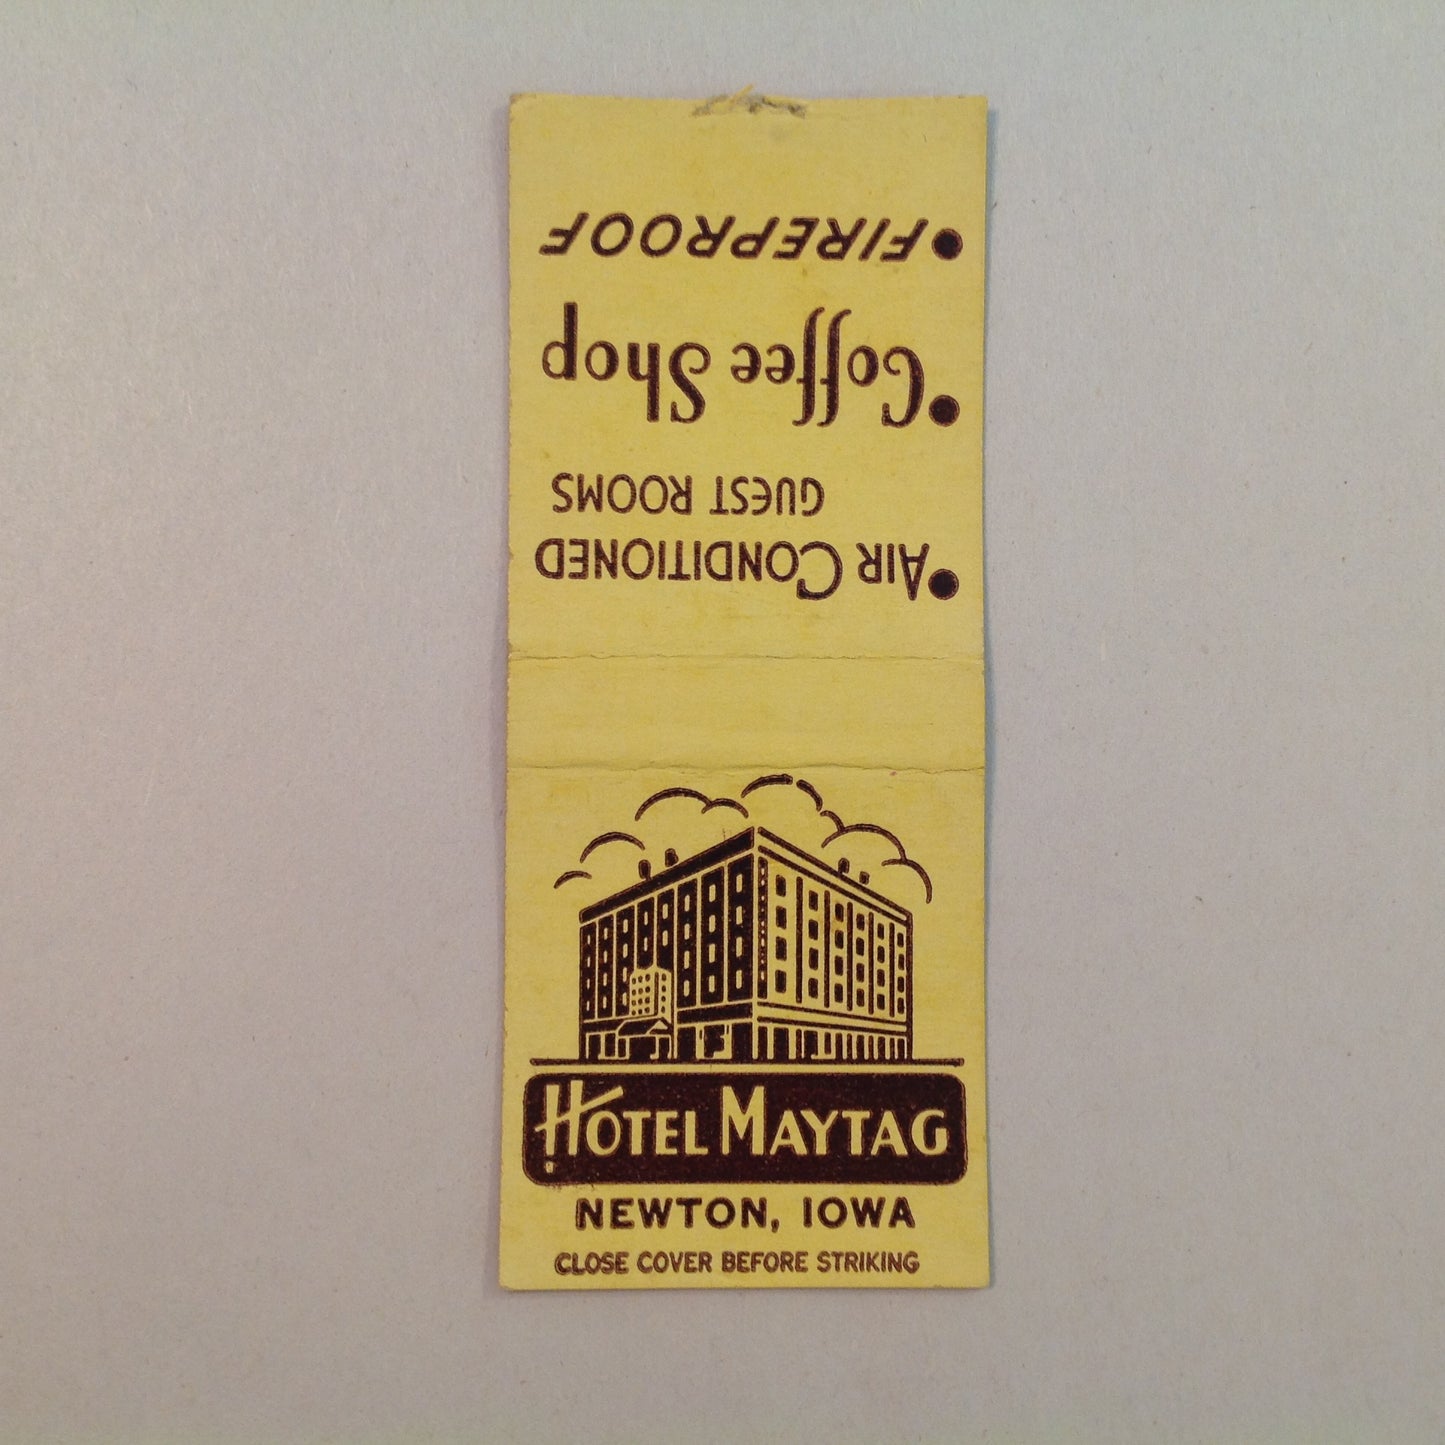 • AIR CONDITIONED
GUEST ROOMS
• Coffee Shop
• FIREPROOF
HOTEL MAYTAG
NEWTON, IOWA
CLOSE COVER BEFORE STRIKING